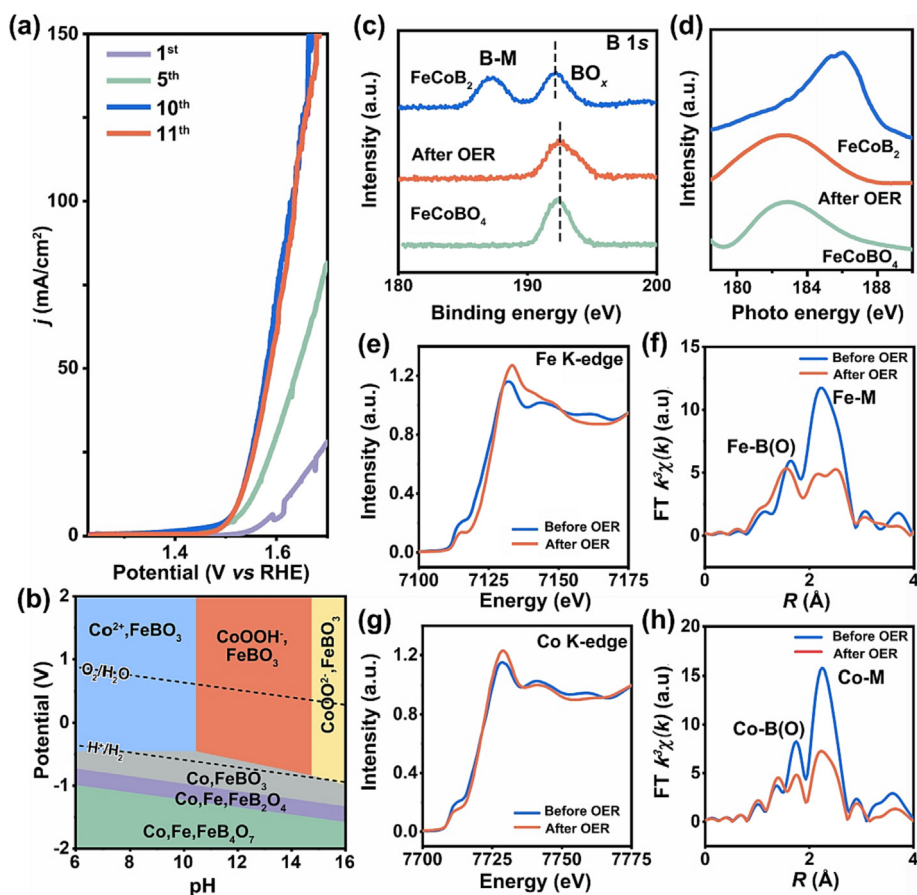 (a)
150
100
50
0
1.4
1.6
j (mA/cm²)
Potential (V vs RHE)
1ˢᵗ
5ᵗʰ
10ᵗʰ
11ᵗʰ
(b)
2
1
0
-1
-2
6
8
10
12
14
16
Potential (V)
pH
Co²⁺,FeBO₃
CoOOH⁻,
FeBO₃
CoOO²⁻,FeBO₃
O₂/H₂O
H⁺/H₂
Co,FeBO₃
Co,Fe,FeB₂O₄
Co,Fe,FeB₄O₇
(c)
B 1s
B-M
BOₓ
FeCoB₂
After OER
FeCoBO₄
Intensity (a.u.)
180
190
200
Binding energy (eV)
(d)
FeCoB₂
After OER
FeCoBO₄
Intensity (a.u.)
180
184
188
Photo energy (eV)
(e)
Fe K-edge
1.2
0.8
0.4
0.0
Intensity (a.u.)
Before OER
After OER
7100
7125
7150
7175
Energy (eV)
(f)
15
10
5
0
Before OER
After OER
Fe-M
Fe-B(O)
FT k³χ(k) (a.u)
0
2
4
R (Å)
(g)
Co K-edge
1.2
0.8
0.4
0.0
Intensity (a.u.)
Before OER
After OER
7700
7725
7750
7775
Energy (eV)
(h)
20
15
10
5
0
Before OER
After OER
Co-M
Co-B(O)
FT k³χ(k) (a.u)
0
2
4
R (Å)